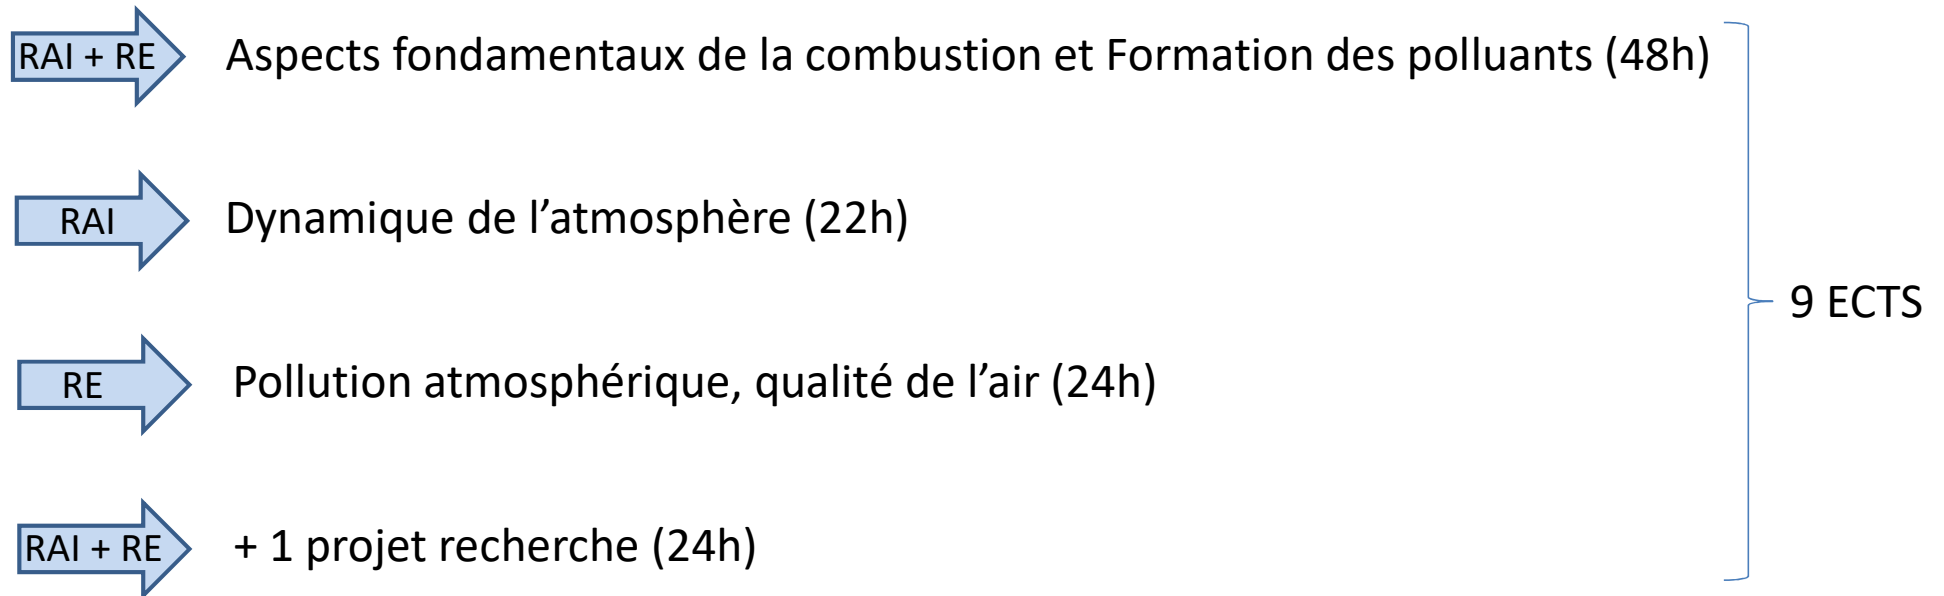 RAI + RE Aspects fondamentaux de la combustion et Formation des polluants (48h)
RAI Dynamique de l’atmosphère (22h)
9 ECTS
RE Pollution atmosphérique, qualité de l’air (24h)
RAI + RE + 1 projet recherche (24h)